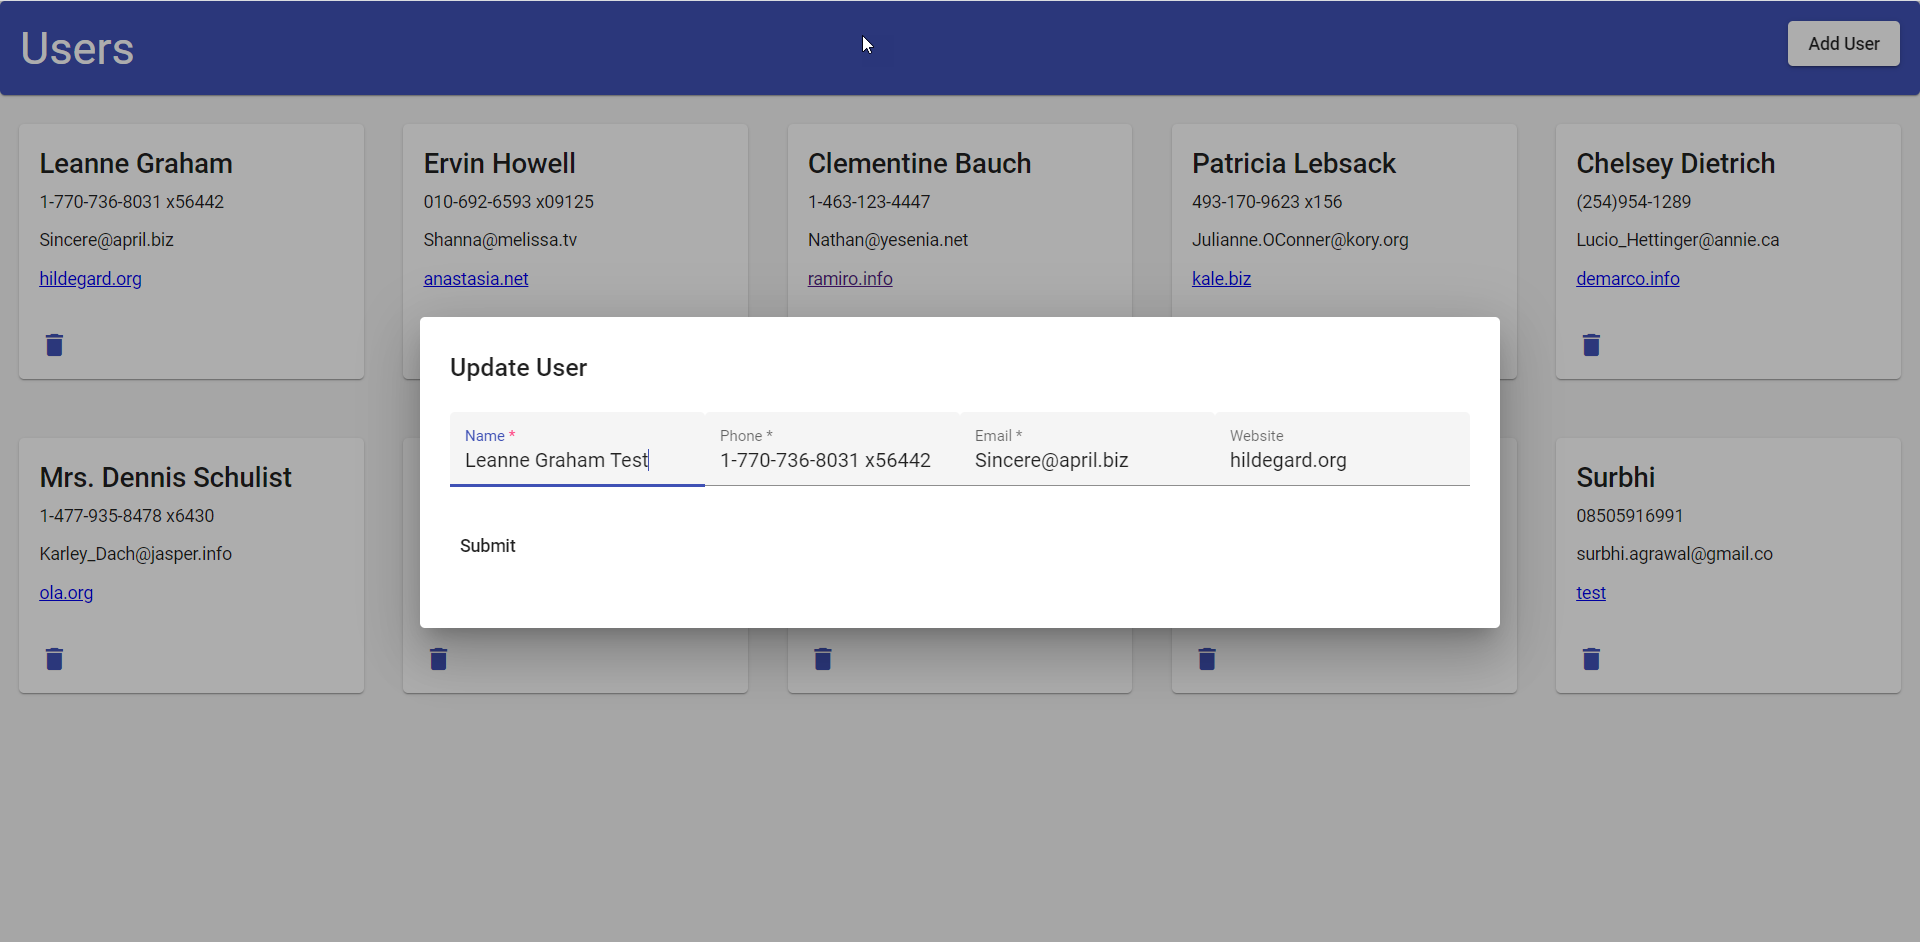 Users
Add User
Leanne Graham
1-770-736-8031 x56442
Sincere@april.biz
hildegard.org
Ervin Howell
010-692-6593 x09125
Shanna@melissa.tv
anastasia.net
Clementine Bauch
1-463-123-4447
Nathan@yesenia.net
ramiro.info
Patricia Lebsack
493-170-9623 x156
Julianne.OConner@kory.org
kale.biz
Chelsey Dietrich
(254)954-1289
Lucio_Hettinger@annie.ca
demarco.info
Update User
Name *
Leanne Graham Test
Phone *
1-770-736-8031 x56442
Email *
Sincere@april.biz
Website
hildegard.org
Submit
Mrs. Dennis Schulist
1-477-935-8478 x6430
Karley_Dach@jasper.info
ola.org
Surbhi
08505916991
surbhi.agrawal@gmail.co
test